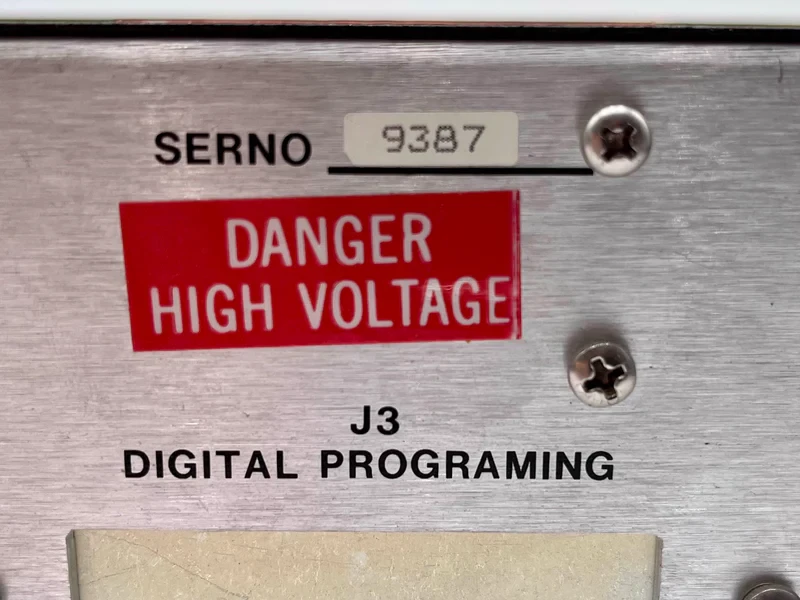 SERNO 9387
DANGER
HIGH VOLTAGE
J3
DIGITAL PROGRAMING